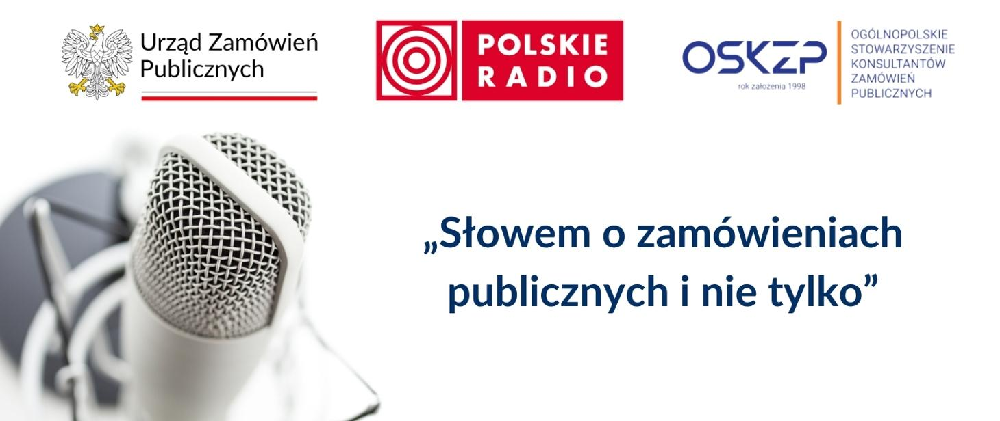 Urząd Zamówień
Publicznych
POLSKIE
RADIO
OSKZP
rok założenia 1998
OGÓLNOPOLSKIE
STOWARZYSZENIE
KONSULTANTÓW
ZAMÓWIEŃ
PUBLICZNYCH
„Słowem o zamówieniach
publicznych i nie tylko”